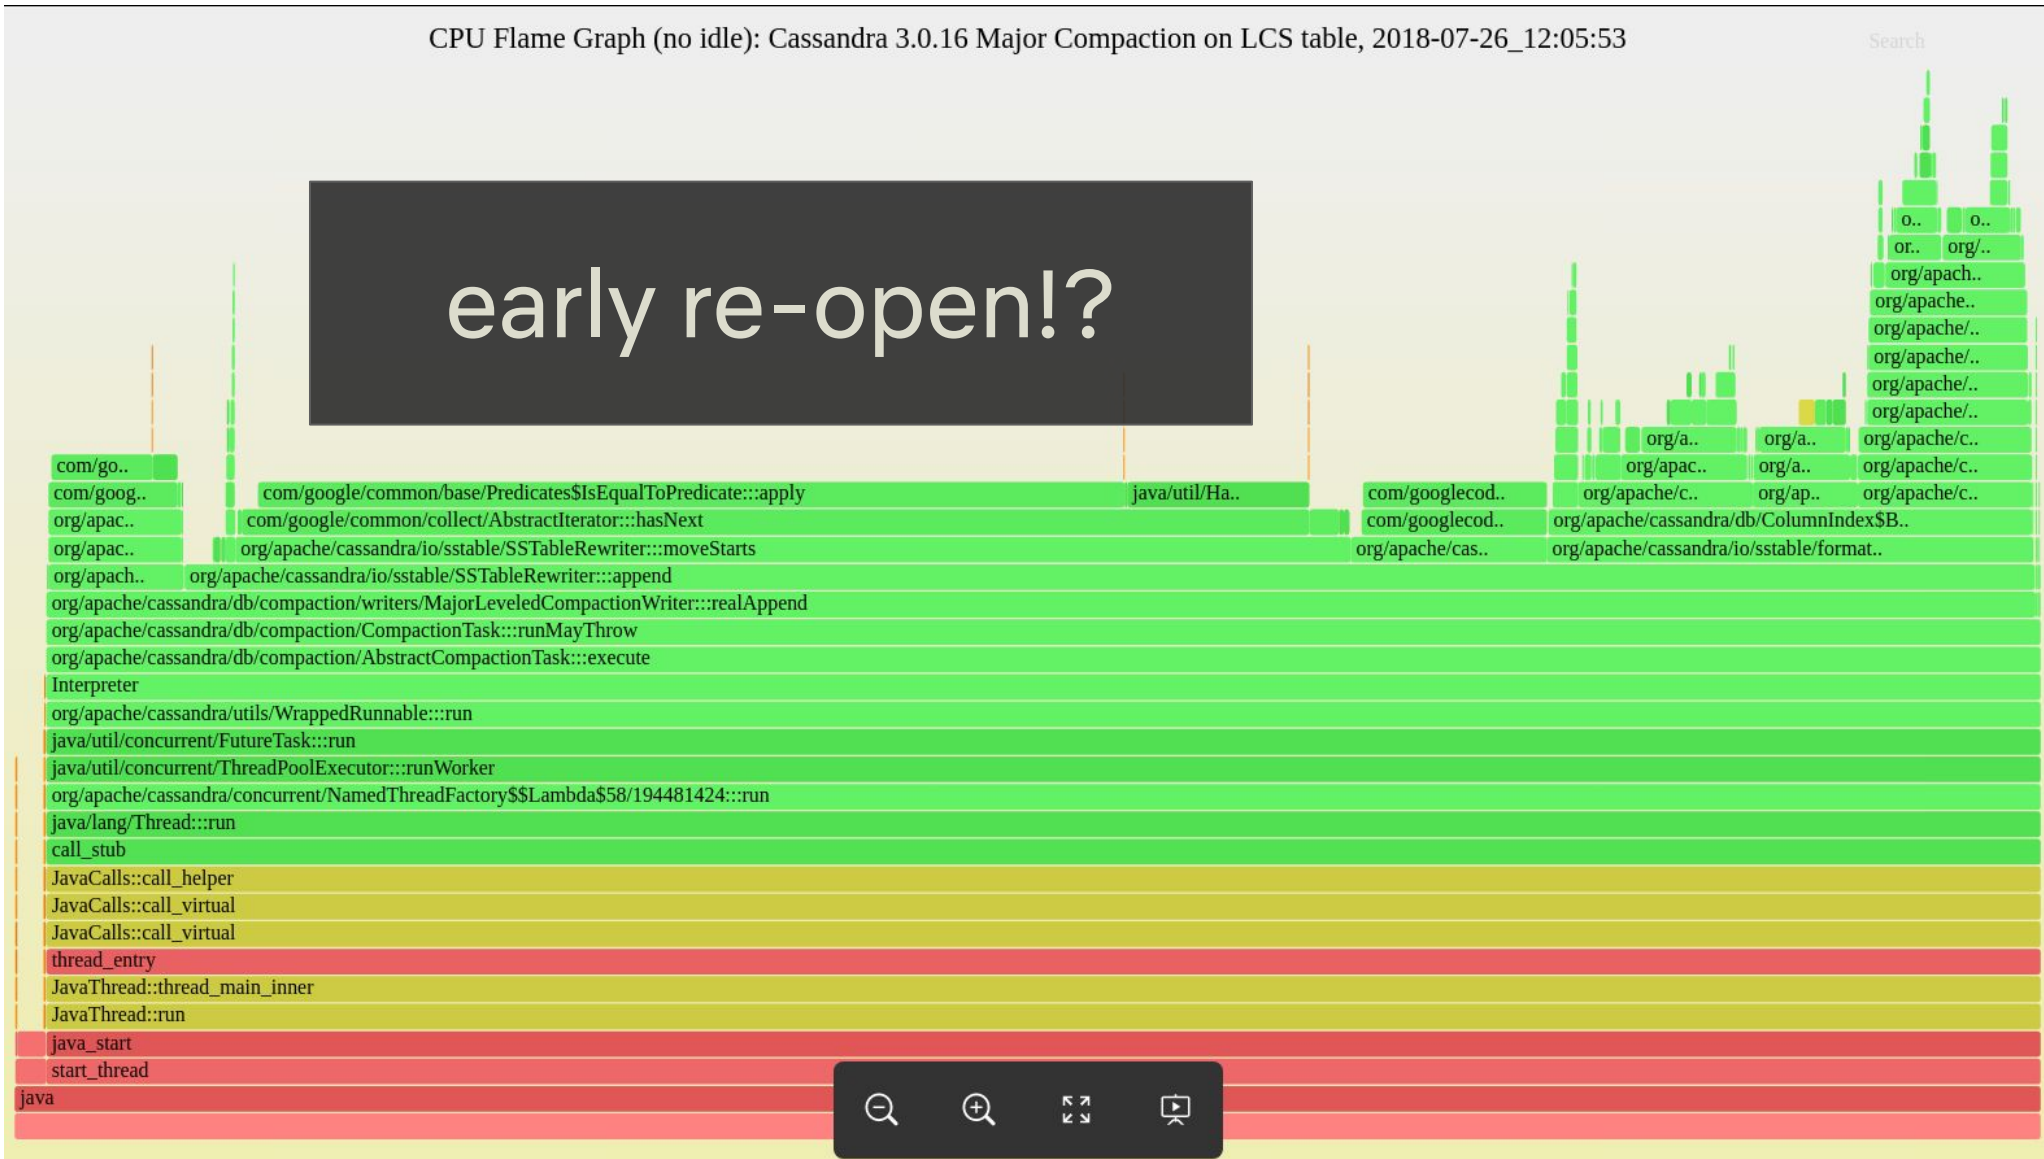 CPU Flame Graph (no idle): Cassandra 3.0.16 Major Compaction on LCS table, 2018-07-26_12:05:53
Search
early re-open!?
o.. o..
or.. org/..
org/apach..
org/apache..
org/apache/..
org/apache/..
org/apache/..
org/apache/..
org/a.. org/a.. org/apache/c..
com/go.. org/apac.. org/a.. org/apache/c..
com/goog.. com/google/common/base/Predicates$IsEqualToPredicate:::apply java/util/Ha.. com/googlecod.. org/apache/c.. org/ap.. org/apache/c..
org/apac.. com/google/common/collect/AbstractIterator:::hasNext com/googlecod.. org/apache/cassandra/db/ColumnIndex$B..
org/apac.. org/apache/cassandra/io/sstable/SSTableRewriter:::moveStarts org/apache/cas.. org/apache/cassandra/io/sstable/format..
org/apach.. org/apache/cassandra/io/sstable/SSTableRewriter:::append
org/apache/cassandra/db/compaction/writers/MajorLeveledCompactionWriter:::realAppend
org/apache/cassandra/db/compaction/CompactionTask:::runMayThrow
org/apache/cassandra/db/compaction/AbstractCompactionTask:::execute
Interpreter
org/apache/cassandra/utils/WrappedRunnable:::run
java/util/concurrent/FutureTask:::run
java/util/concurrent/ThreadPoolExecutor:::runWorker
org/apache/cassandra/concurrent/NamedThreadFactory$$Lambda$58/194481424:::run
java/lang/Thread:::run
call_stub
JavaCalls::call_helper
JavaCalls::call_virtual
JavaCalls::call_virtual
thread_entry
JavaThread::thread_main_inner
JavaThread::run
java_start
start_thread
java